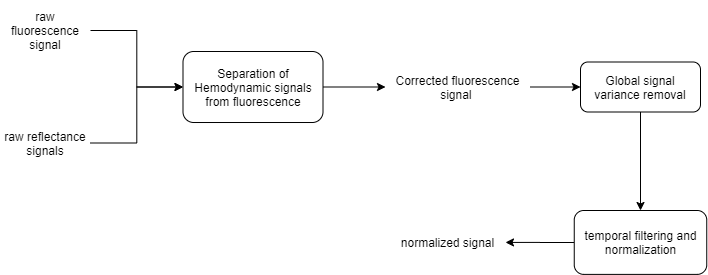 raw
fluorescence
signal
raw reflectance
signals
Separation of
Hemodynamic signals
from fluorescence
Corrected fluorescence
signal
Global signal
variance removal
temporal filtering and
normalization
normalized signal